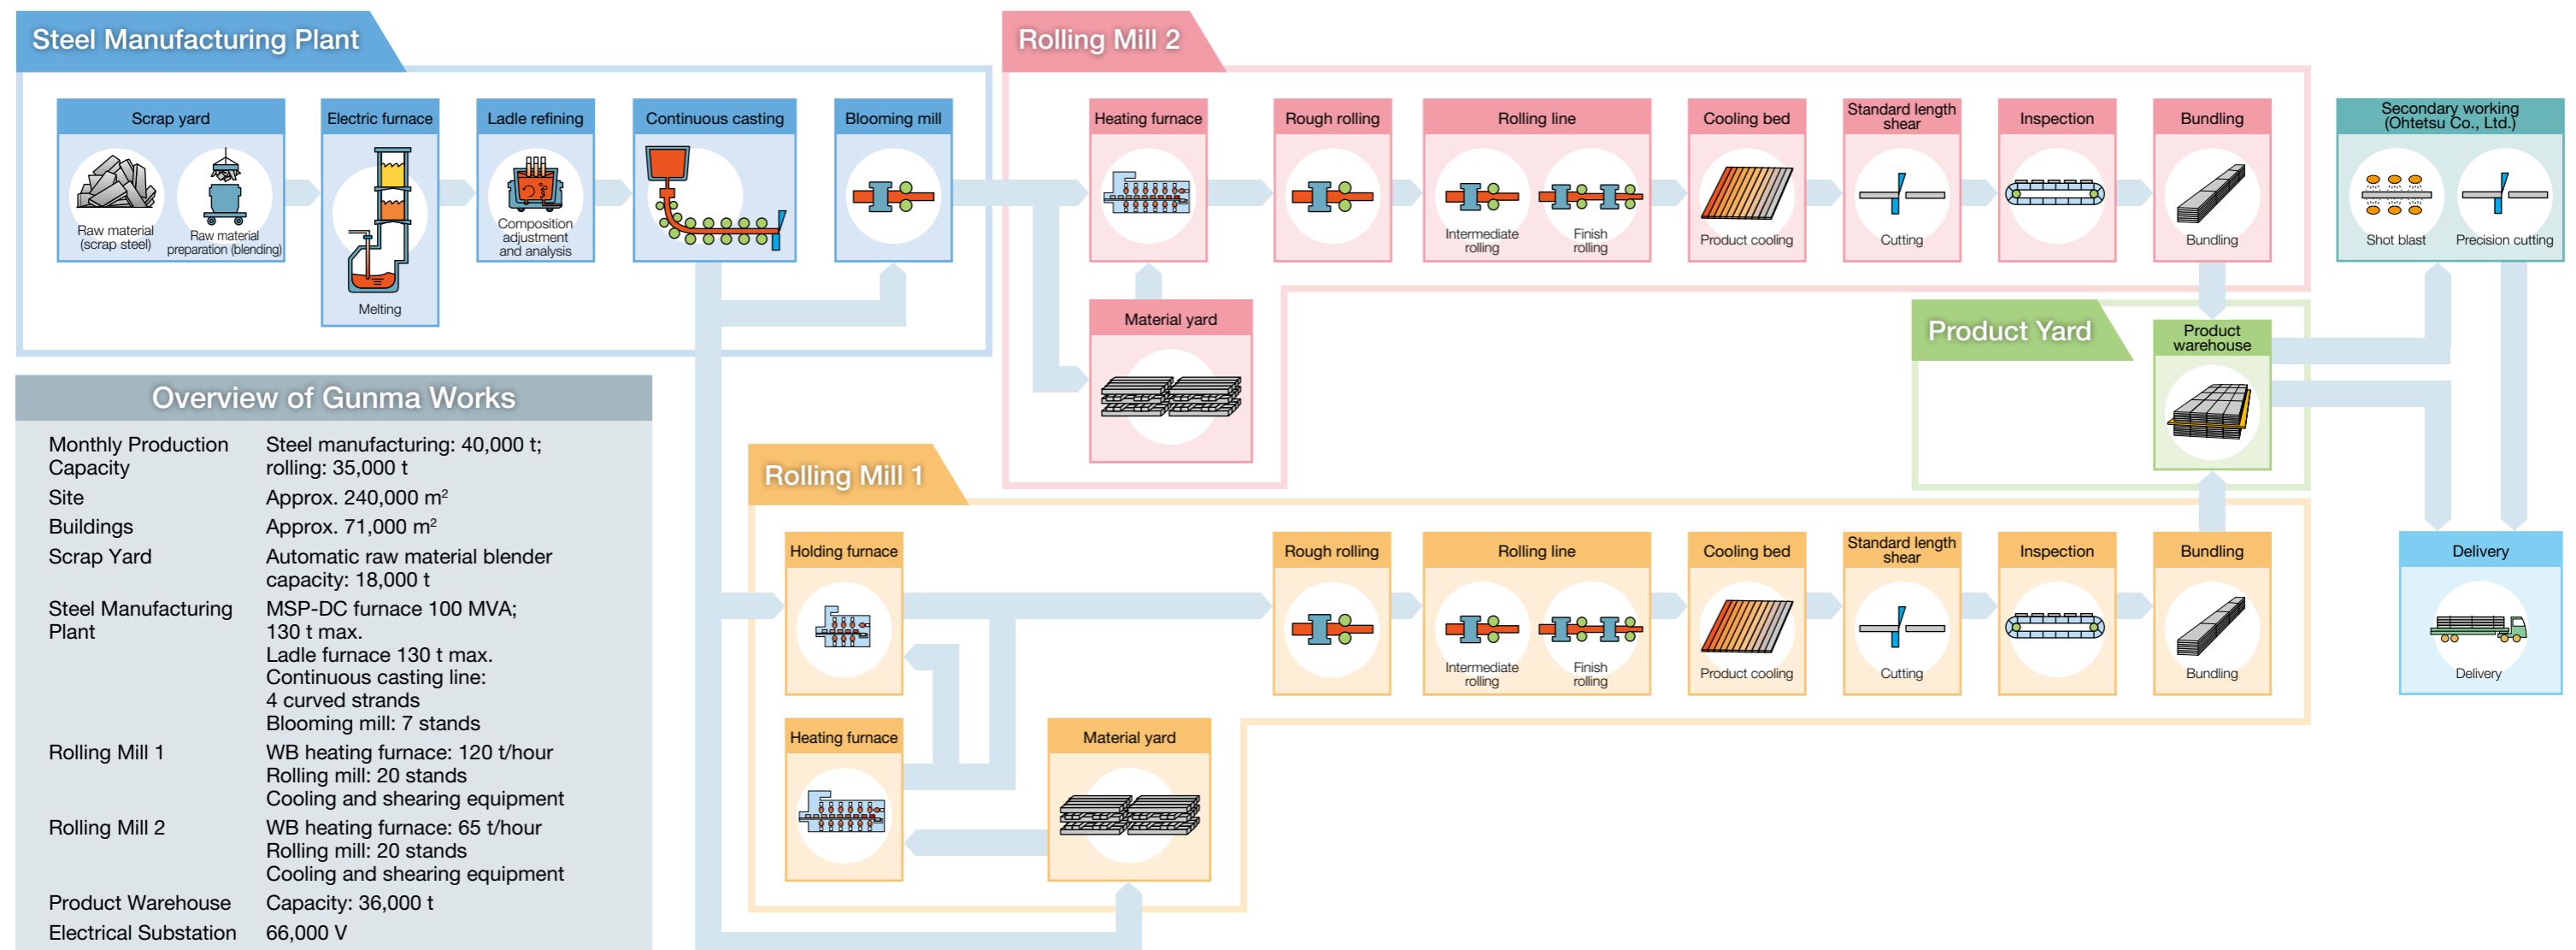 Steel Manufacturing Plant
Scrap yard
Raw material
(scrap steel)
Raw material
preparation (blending)
Electric furnace
Melting
Ladle refining
Composition
adjustment
and analysis
Continuous casting
Blooming mill
Rolling Mill 2
Heating furnace
Material yard
Rough rolling
Rolling line
Intermediate
rolling
Finish
rolling
Cooling bed
Product cooling
Standard length
shear
Cutting
Inspection
Bundling
Bundling
Secondary working
(Ohtetsu Co., Ltd.)
Shot blast
Precision cutting
Product Yard
Product
warehouse
Rolling Mill 1
Holding furnace
Heating furnace
Material yard
Rough rolling
Rolling line
Intermediate
rolling
Finish
rolling
Cooling bed
Product cooling
Standard length
shear
Cutting
Inspection
Bundling
Bundling
Delivery
Delivery
Overview of Gunma Works
Monthly Production Steel manufacturing: 40,000 t;
Capacity rolling: 35,000 t
Site Approx. 240,000 m²
Buildings Approx. 71,000 m²
Scrap Yard Automatic raw material blender
capacity: 18,000 t
Steel Manufacturing MSP-DC furnace 100 MVA;
Plant 130 t max.
Ladle furnace 130 t max.
Continuous casting line:
4 curved strands
Blooming mill: 7 stands
Rolling Mill 1 WB heating furnace: 120 t/hour
Rolling mill: 20 stands
Cooling and shearing equipment
Rolling Mill 2 WB heating furnace: 65 t/hour
Rolling mill: 20 stands
Cooling and shearing equipment
Product Warehouse Capacity: 36,000 t
Electrical Substation 66,000 V